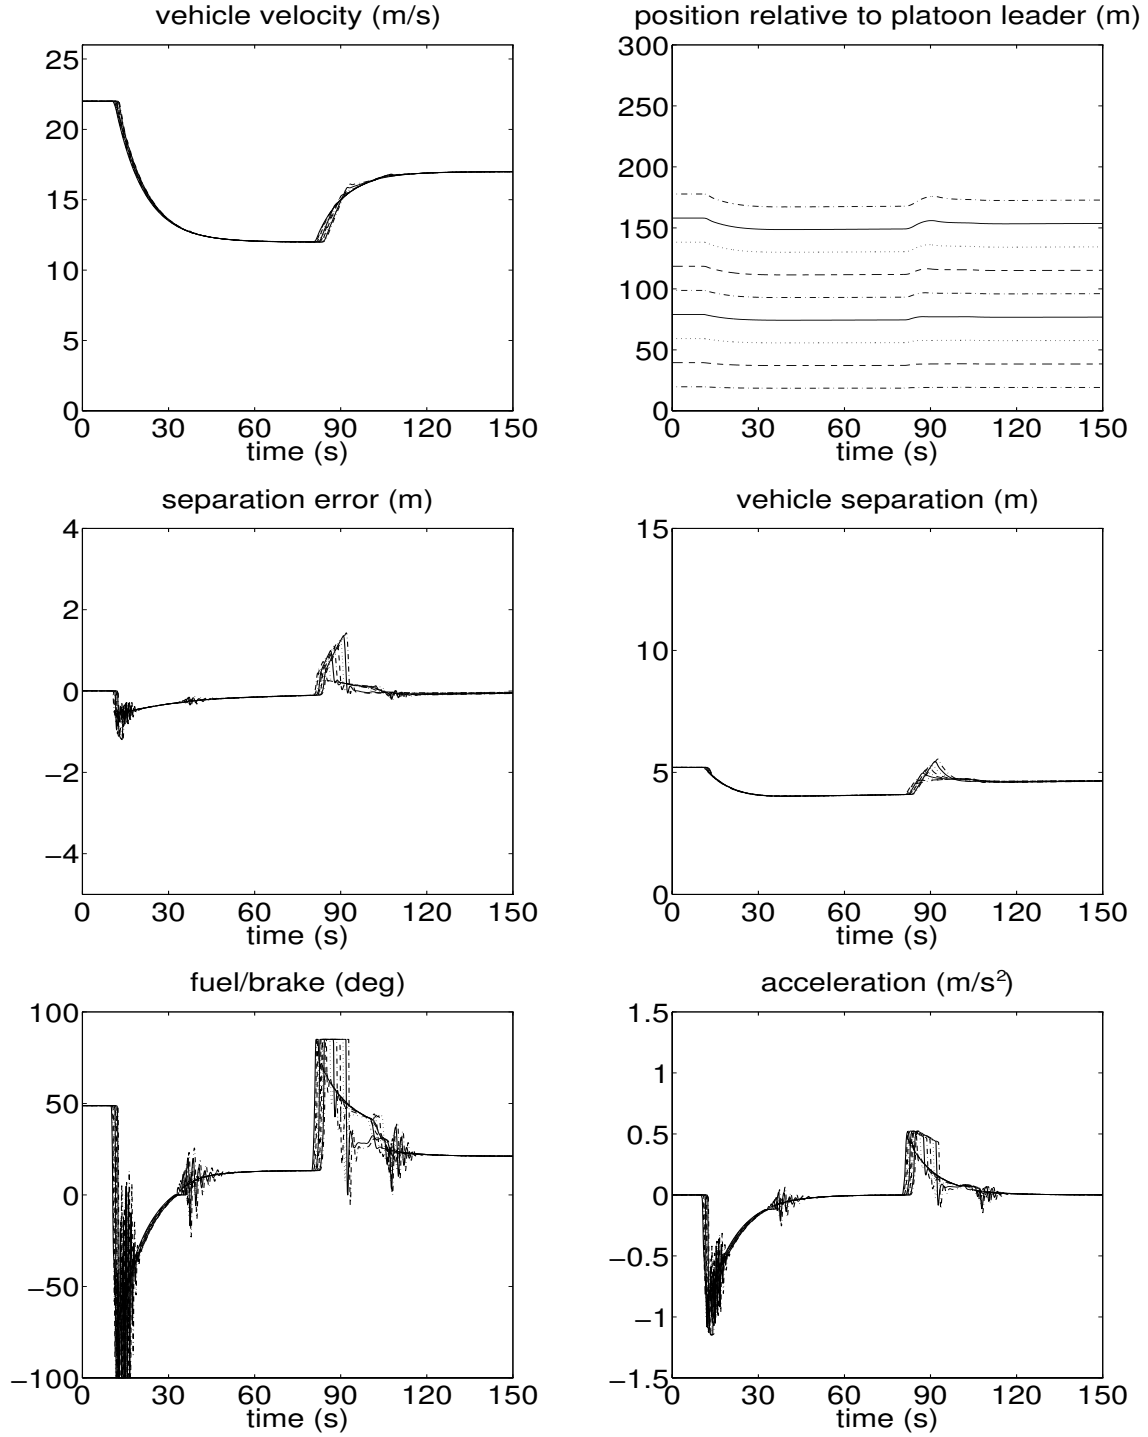 vehicle velocity (m/s)
25
20
15
10
5
0
0 30 60 90 120 150
time (s)
position relative to platoon leader (m)
300
250
200
150
100
50
0
0 30 60 90 120 150
time (s)
separation error (m)
4
2
0
−2
−4
0 30 60 90 120 150
time (s)
vehicle separation (m)
15
10
5
0
0 30 60 90 120 150
time (s)
fuel/brake (deg)
100
50
0
−50
−100
0 30 60 90 120 150
time (s)
acceleration (m/s²)
1.5
1
0.5
0
−0.5
−1
−1.5
0 30 60 90 120 150
time (s)